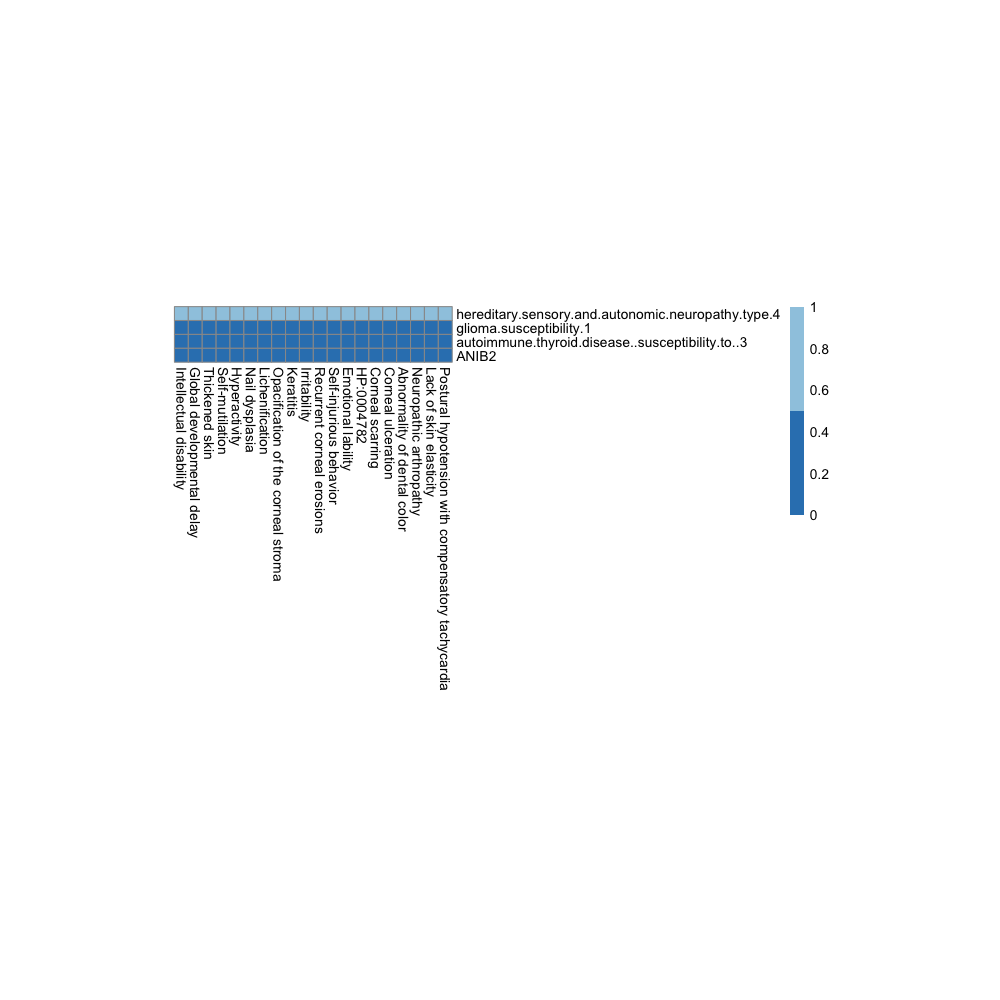 hereditary.sensory.and.autonomic.neuropathy.type.4
glioma.susceptibility.1
autoimmune.thyroid.disease..susceptibility.to..3
ANIB2
1
0.8
0.6
0.4
0.2
0
Intellectual disability
Global developmental delay
Thickened skin
Self-mutilation
Hyperactivity
Nail dysplasia
Lichenification
Opacification of the corneal stroma
Keratitis
Irritability
Recurrent corneal erosions
Self-injurious behavior
Emotional lability
HP:0004782
Corneal scarring
Corneal ulceration
Abnormality of dental color
Neuropathic arthropathy
Lack of skin elasticity
Postural hypotension with compensatory tachycardia